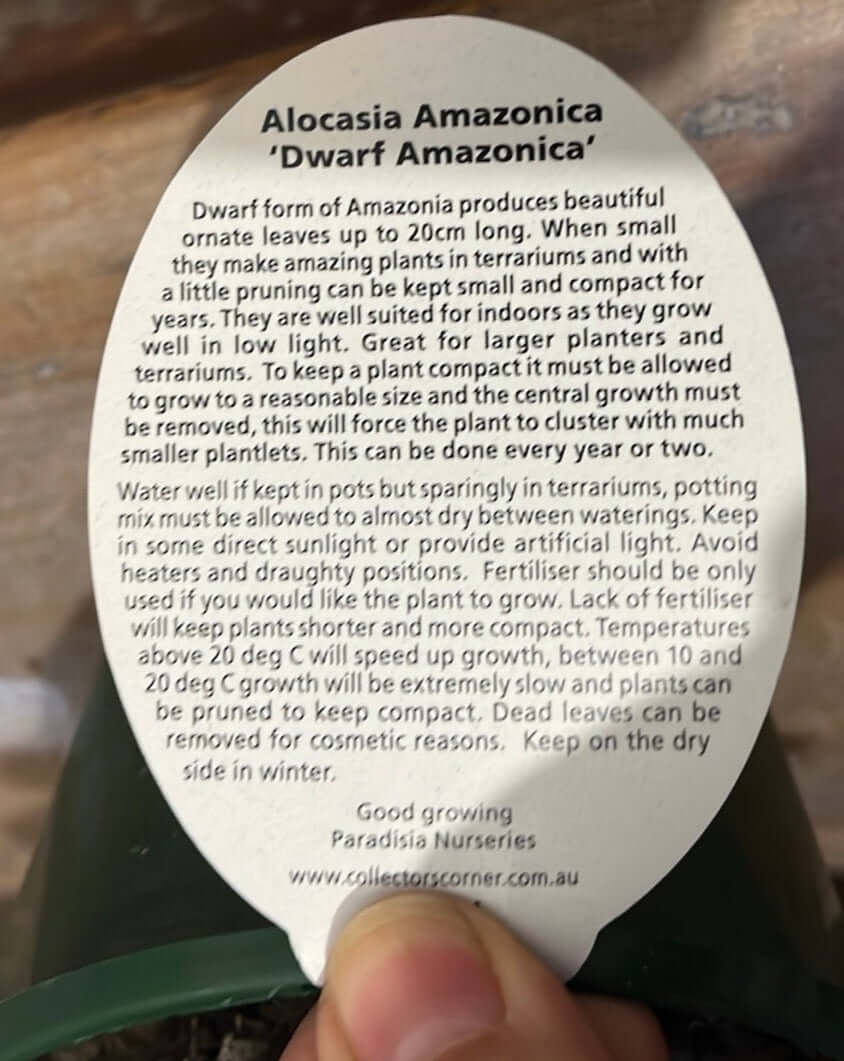 Alocasia Amazonica
‘Dwarf Amazonica’
Dwarf form of Amazonia produces beautiful
ornate leaves up to 20cm long. When small
they make amazing plants in terrariums and with
a little pruning can be kept small and compact for
years. They are well suited for indoors as they grow
well in low light. Great for larger planters and
terrariums. To keep a plant compact it must be allowed
to grow to a reasonable size and the central growth must
be removed, this will force the plant to cluster with much
smaller plantlets. This can be done every year or two.
Water well if kept in pots but sparingly in terrariums, potting
mix must be allowed to almost dry between waterings. Keep
in some direct sunlight or provide artificial light. Avoid
heaters and draughty positions. Fertiliser should be only
used if you would like the plant to grow. Lack of fertiliser
will keep plants shorter and more compact. Temperatures
above 20 deg C will speed up growth, between 10 and
20 deg C growth will be extremely slow and plants can
be pruned to keep compact. Dead leaves can be
removed for cosmetic reasons. Keep on the dry
side in winter.
Good growing
Paradisia Nurseries
www.collectorscorner.com.au